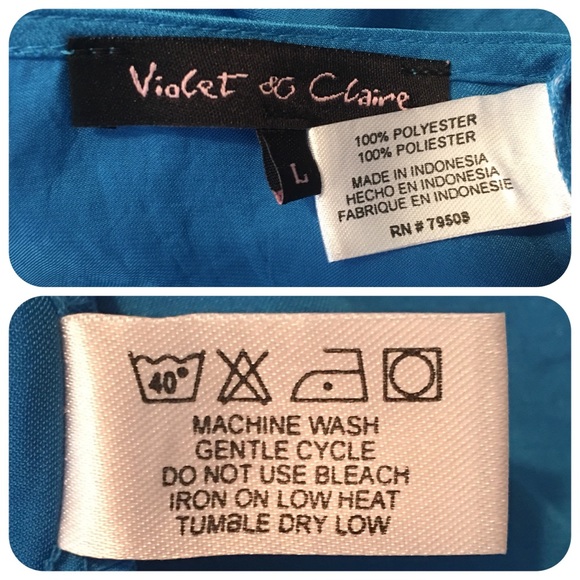 Violet & Claire
L
100% POLYESTER
100% POLIESTER
MADE IN INDONESIA
HECHO EN INDONESIA
FABRIQUE EN INDONESIE
RN # 79508
40°
MACHINE WASH
GENTLE CYCLE
DO NOT USE BLEACH
IRON ON LOW HEAT
TUMBLE DRY LOW